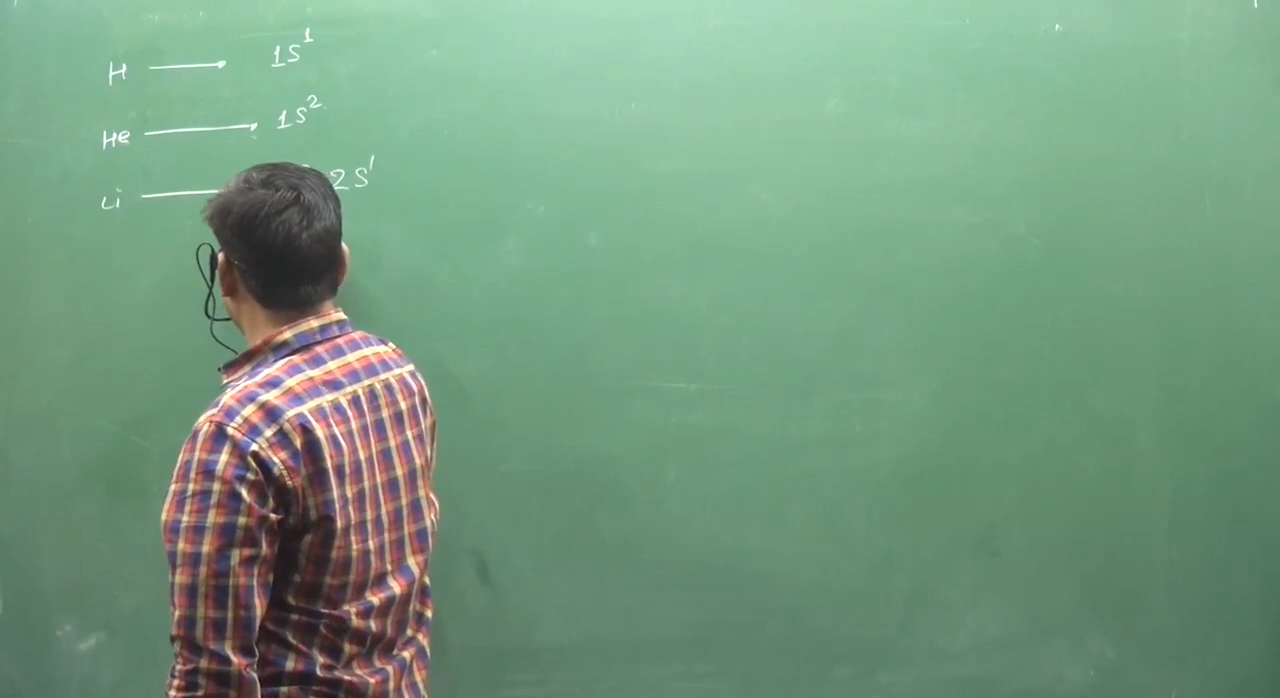 H ⟶ 1S¹
He ⟶ 1S²
Li ⟶ 2S¹